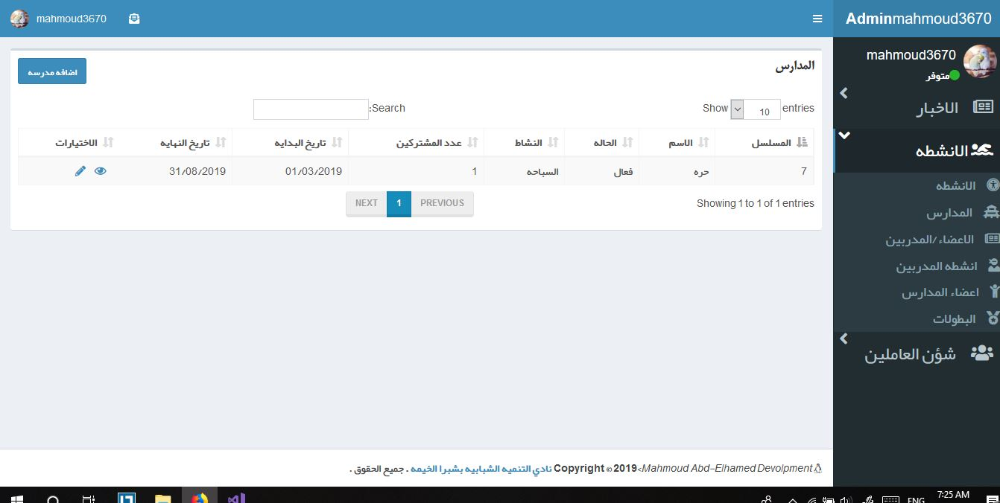 Adminmahmoud3670
mahmoud3670
mahmoud3670
متوفر
الاخبار
الانشطه
الانشطه
المدارس
الاعضاء/المدربين
انشطه المدربين
اعضاء المدارس
البطولات
شؤن العاملين
المدارس
اضافه مدرسه
Show 10 entries
Search:
المسلسل الاسم الحاله النشاط عدد المشتركين تاريخ البدايه تاريخ النهايه الاختيارات
7 حره فعال السباحه 1 01/03/2019 31/08/2019
Showing 1 to 1 of 1 entries
PREVIOUS 1 NEXT
Mahmoud Abd-Elhamed Devolpment> Copyright © 2019 نادي التنميه الشبابيه بشبرا الخيمه . جميع الحقوق .
ENG
7:25 AM